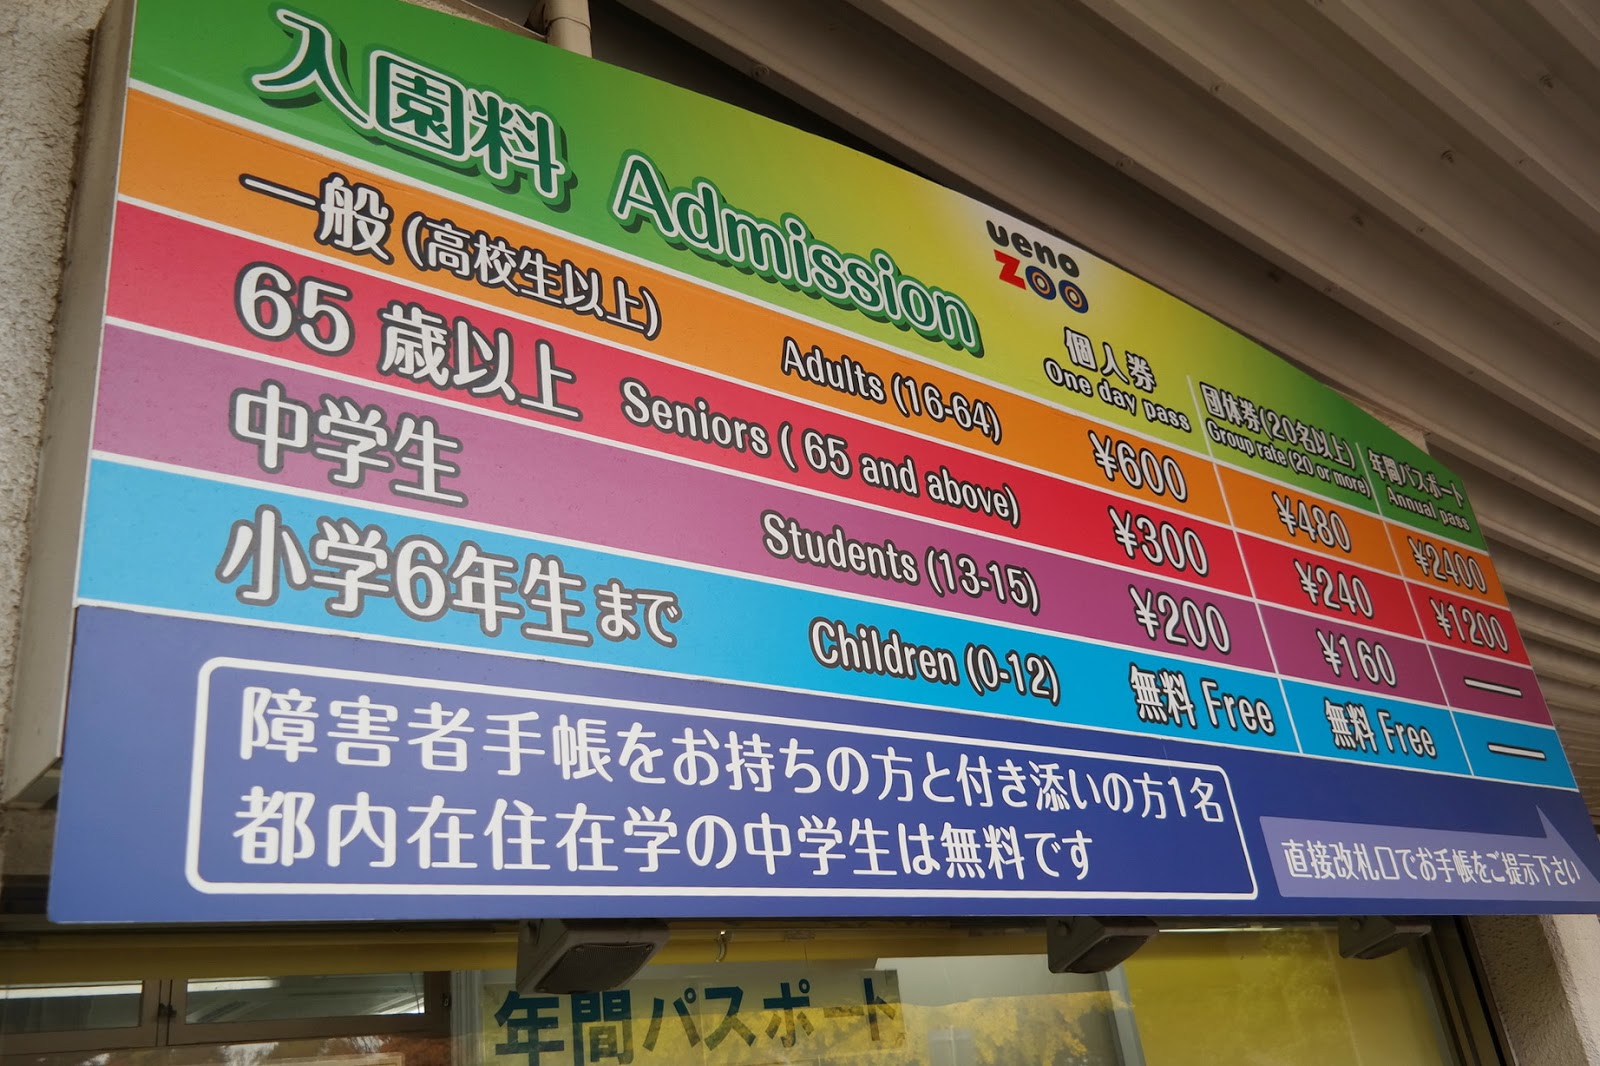 入園料 Admission
ueno
ZOO
個人券
One day pass
団体券(20名以上)
Group rate (20 or more)
年間パスポート
Annual pass
一般(高校生以上) Adults (16-64) ¥600 ¥480 ¥2400
65歳以上 Seniors ( 65 and above) ¥300 ¥240 ¥1200
中学生 Students (13-15) ¥200 ¥160 —
小学6年生まで Children (0-12) 無料 Free 無料 Free —
障害者手帳をお持ちの方と付き添いの方1名
都内在住在学の中学生は無料です
直接改札口でお手帳をご提示下さい
年間パスポート